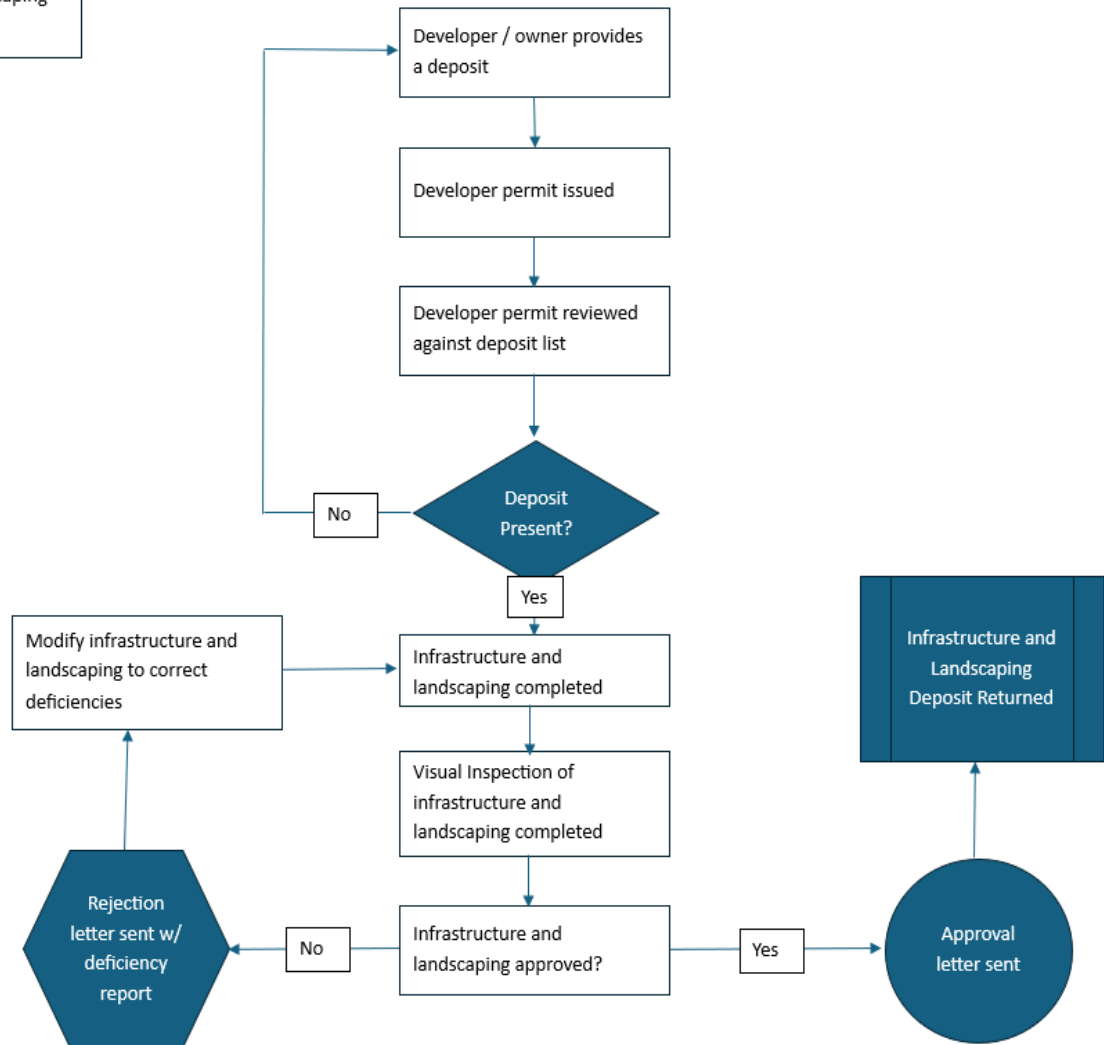 Developer / owner provides
a deposit
Developer permit issued
Developer permit reviewed
against deposit list
Deposit
Present?
No
Yes
Modify infrastructure and
landscaping to correct
deficiencies
Infrastructure and
landscaping completed
Infrastructure and
Landscaping
Deposit Returned
Visual Inspection of
infrastructure and
landscaping completed
Rejection
letter sent w/
deficiency
report
No
Infrastructure and
landscaping approved?
Yes
Approval
letter sent